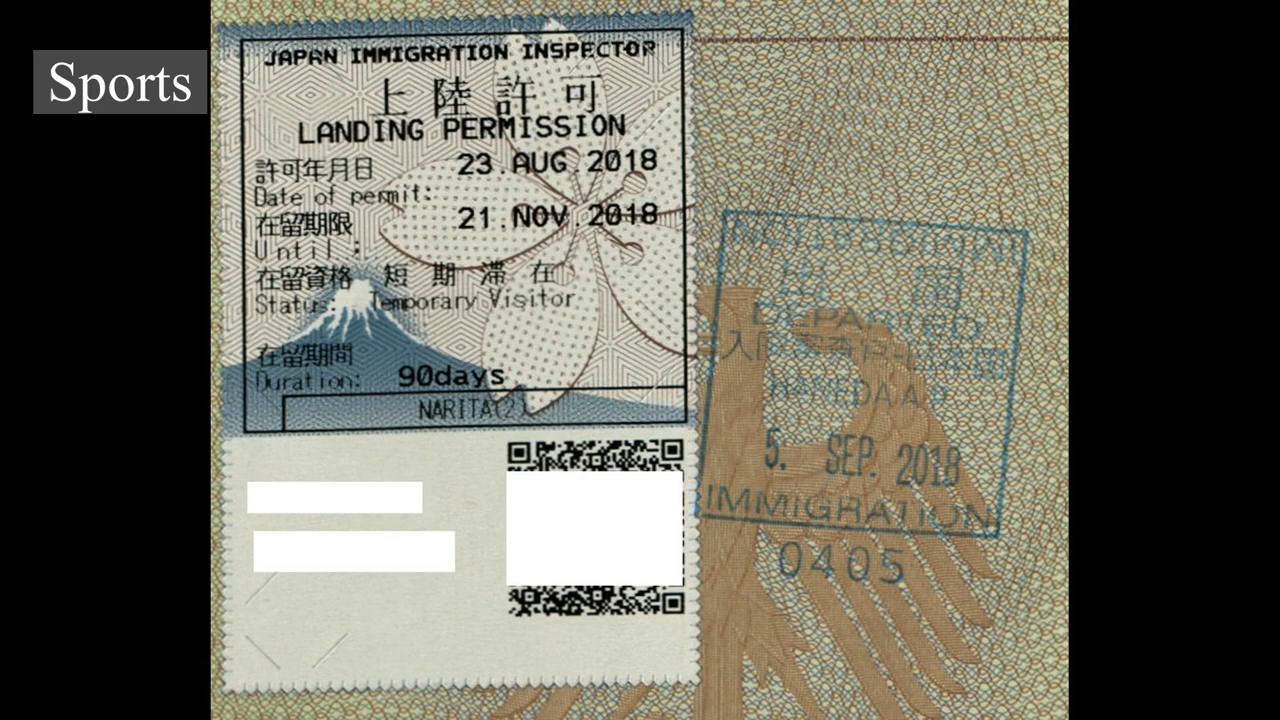 Sports
JAPAN IMMIGRATION INSPECTOR
上陸許可
LANDING PERMISSION
許可年月日 23.AUG.2018
Date of permit:
在留期限 21.NOV.2018
Until :
在留資格 短期滞在
Status: Temporary Visitor
在留期間
Duration: 90days
NARITA(2)
出国
DEPARTED
HANEDA A.P
5. SEP. 2018
IMMIGRATION
0405